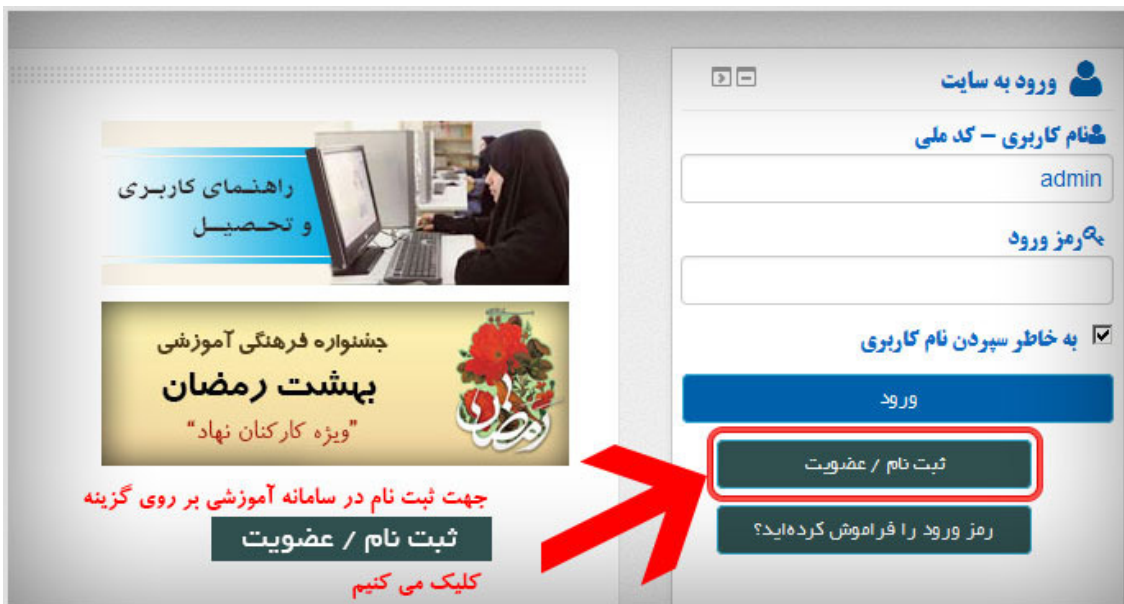 ورود به سایت
نام کاربری – کد ملی
admin
رمز ورود
به خاطر سپردن نام کاربری
ورود
ثبت نام / عضویت
رمز ورود را فراموش کرده‌اید؟
راهنمای کاربری
و تحصیل
جشنواره فرهنگی آموزشی
بهشت رمضان
"ویژه کارکنان نهاد"
رمضان
جهت ثبت نام در سامانه آموزشی بر روی گزینه
ثبت نام / عضویت
کلیک می کنیم